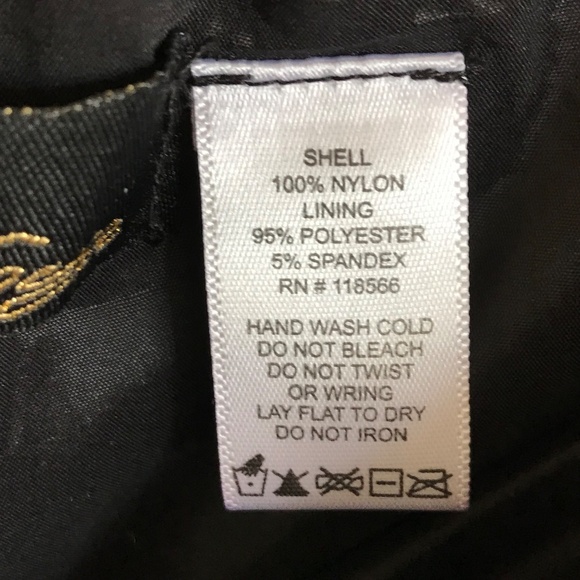 SHELL
100% NYLON
LINING
95% POLYESTER
5% SPANDEX
RN # 118566
HAND WASH COLD
DO NOT BLEACH
DO NOT TWIST
OR WRING
LAY FLAT TO DRY
DO NOT IRON